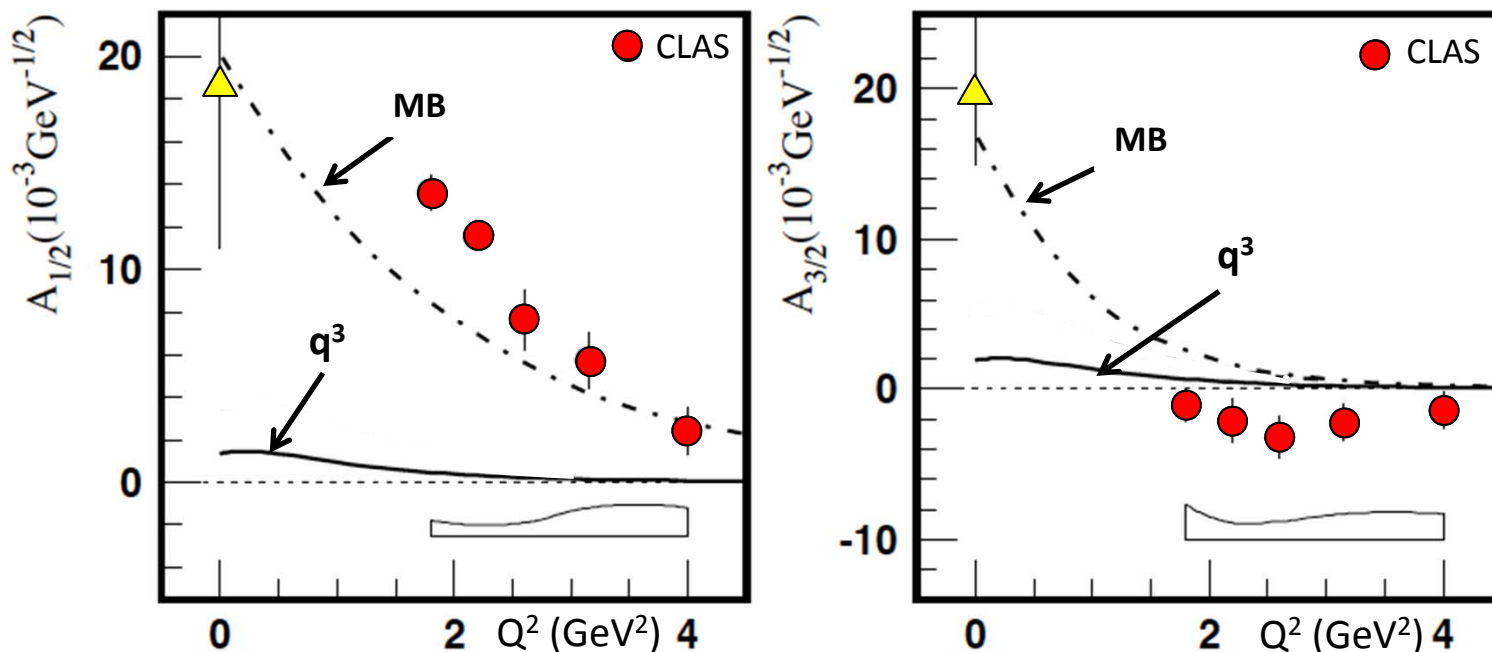 A1/2(10-3GeV-1/2)
CLAS
20
MB
10
q3
0
0
2
Q2 (GeV2)
4
A3/2(10-3GeV-1/2)
CLAS
20
MB
10
q3
0
-10
0
2
Q2 (GeV2)
4